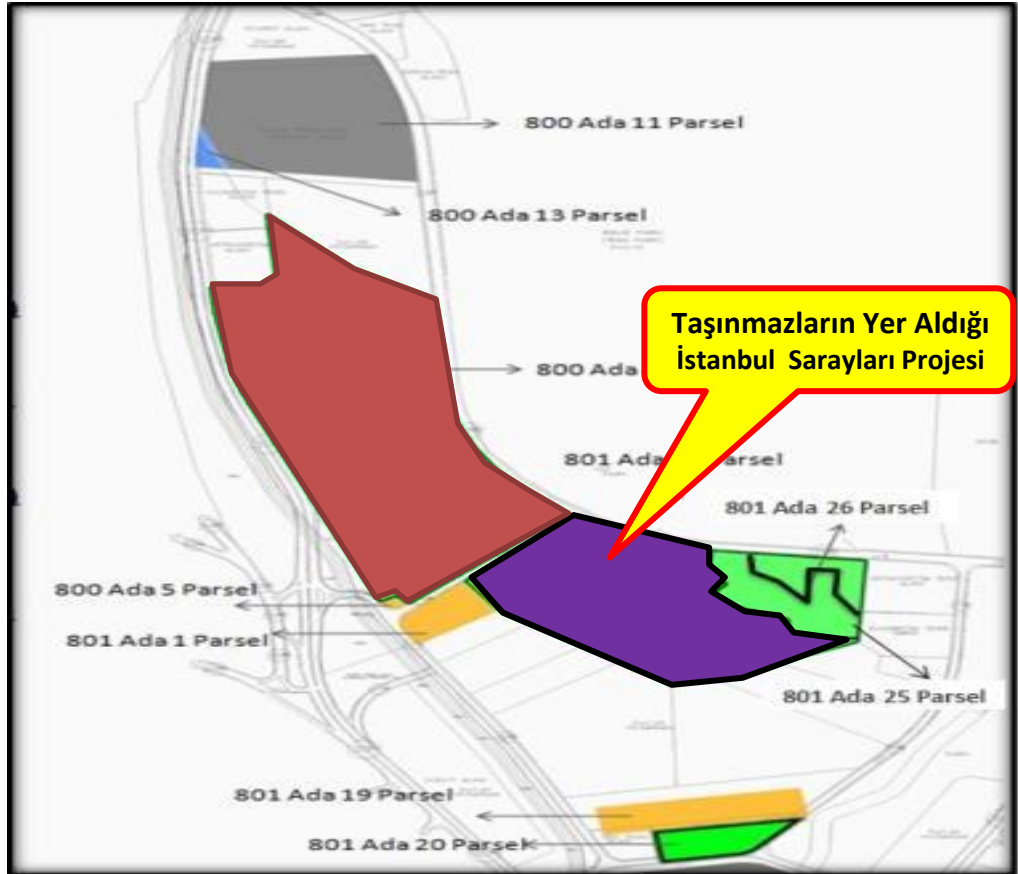 800 Ada 11 Parsel
800 Ada 13 Parsel
Taşınmazların Yer Aldığı
İstanbul Sarayları Projesi
800 Ada
801 Ada arsel
801 Ada 26 Parsel
800 Ada 5 Parsel
801 Ada 1 Parsel
801 Ada 25 Parsel
801 Ada 19 Parsel
801 Ada 20 Parsel